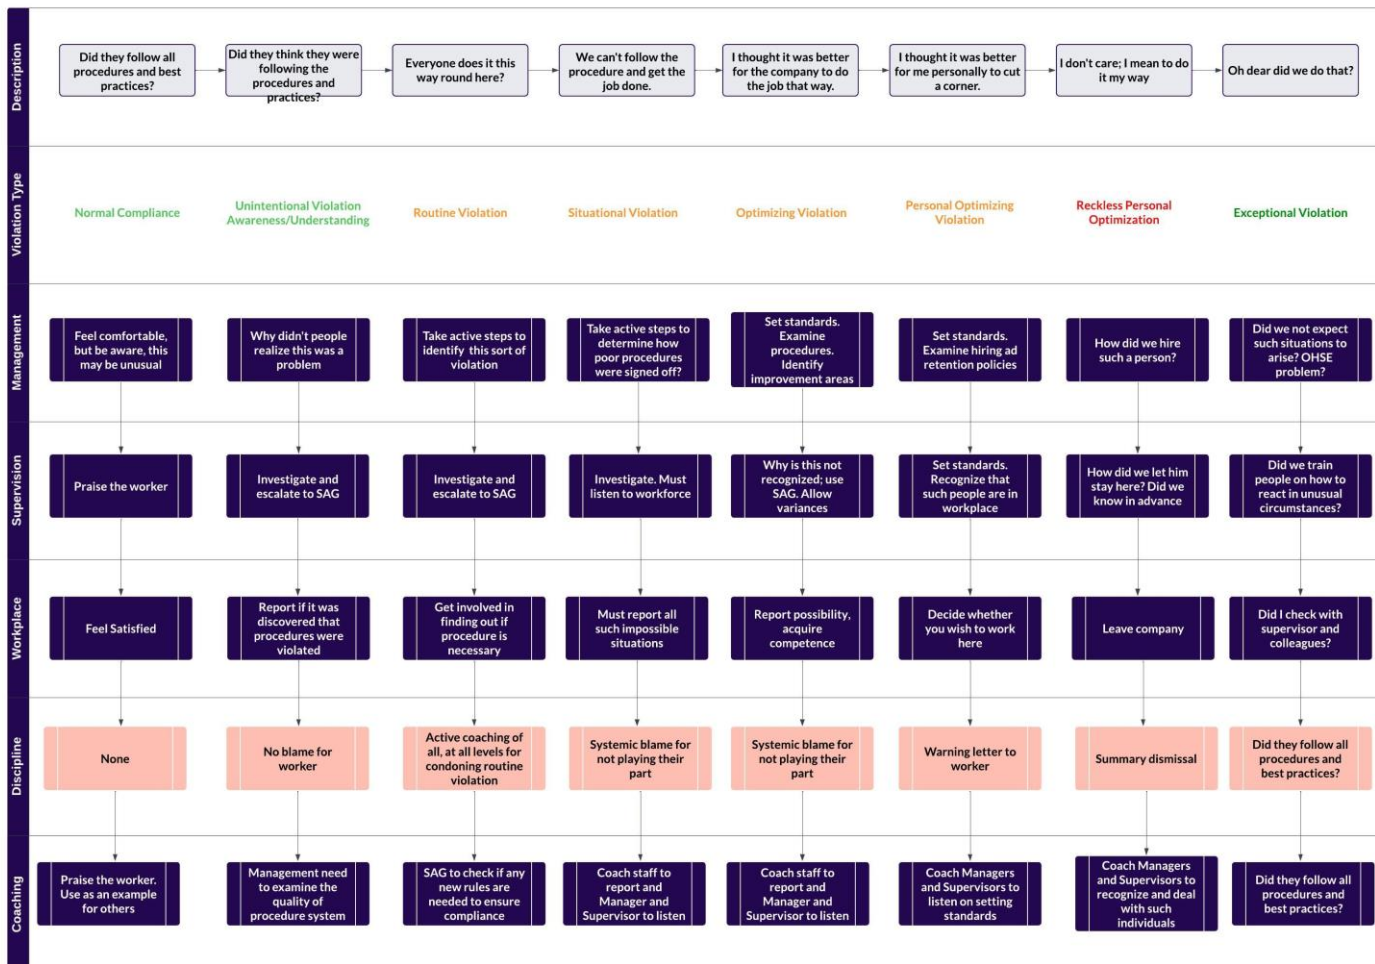 Description
Did they follow all
procedures and best
practices?
Did they think they were
following the
procedures and
practices?
Everyone does it this
way round here?
We can't follow the
procedure and get the
job done.
I thought it was better
for the company to do
the job that way.
I thought it was better
for me personally to cut
a corner.
I don't care; I mean to do
it my way
Oh dear did we do that?
Violation Type
Normal Compliance
Unintentional Violation
Awareness/Understanding
Routine Violation
Situational Violation
Optimizing Violation
Personal Optimizing
Violation
Reckless Personal
Optimization
Exceptional Violation
Management
Feel comfortable,
but be aware, this
may be unusual
Why didn't people
realize this was a
problem
Take active steps to
identify this sort of
violation
Take active steps to
determine how
poor procedures
were signed off?
Set standards.
Examine
procedures.
Identify
improvement areas
Set standards.
Examine hiring ad
retention policies
How did we hire
such a person?
Did we not expect
such situations to
arise? OHSE
problem?
Supervision
Praise the worker
Investigate and
escalate to SAG
Investigate and
escalate to SAG
Investigate. Must
listen to workforce
Why is this not
recognized; use
SAG. Allow
variances
Set standards.
Recognize that
such people are in
workplace
How did we let him
stay here? Did we
know in advance
Did we train
people on how to
react in unusual
circumstances?
Workplace
Feel Satisfied
Report if it was
discovered that
procedures were
violated
Get involved in
finding out if
procedure is
necessary
Must report all
such impossible
situations
Report possibility,
acquire
competence
Decide whether
you wish to work
here
Leave company
Did I check with
supervisor and
colleagues?
Discipline
None
No blame for
worker
Active coaching of
all, at all levels for
condoning routine
violation
Systemic blame for
not playing their
part
Systemic blame for
not playing their
part
Warning letter to
worker
Summary dismissal
Did they follow all
procedures and
best practices?
Coaching
Praise the worker.
Use as an example
for others
Management need
to examine the
quality of
procedure system
SAG to check if any
new rules are
needed to ensure
compliance
Coach staff to
report and
Manager and
Supervisor to listen
Coach staff to
report and
Manager and
Supervisor to listen
Coach Managers
and Supervisors to
listen on setting
standards
Coach Managers
and Supervisors to
recognize and deal
with such
individuals
Did they follow all
procedures and
best practices?